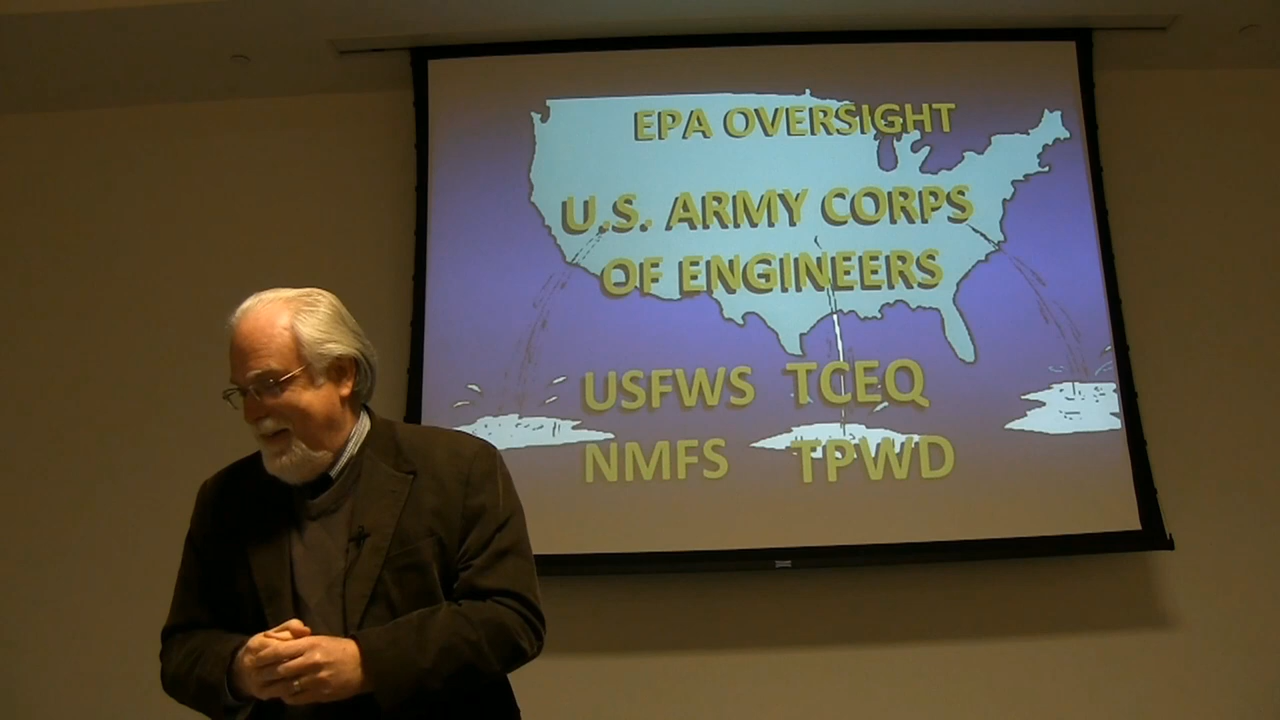 EPA OVERSIGHT
U.S. ARMY CORPS
OF ENGINEERS
USFWS TCEQ
NMFS TPWD